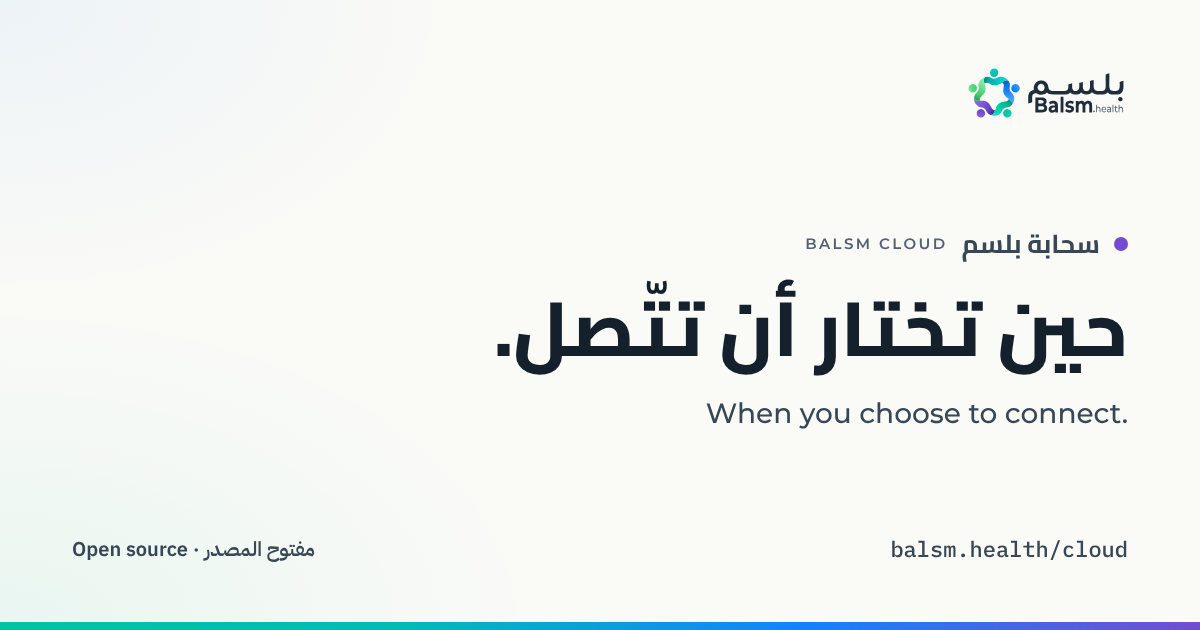 بلسم
Balsm.health
سحابة بلسم BALSM CLOUD
حين تختار أن تتّصل.
When you choose to connect.
balsm.health/cloud
Open source · مفتوح المصدر